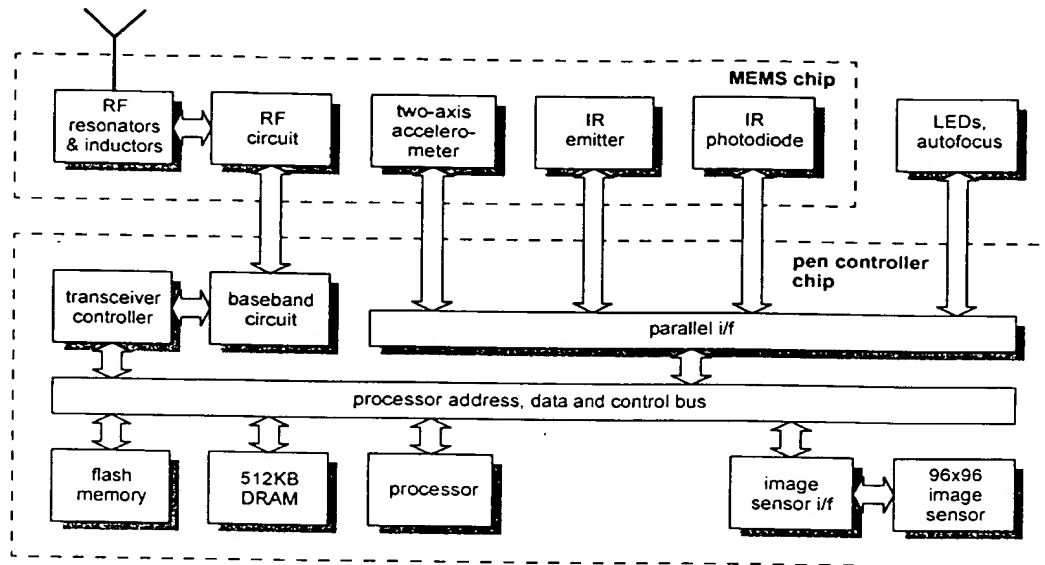 MEMS chip
RF
resonators
& inductors
RF
circuit
two-axis
accelero-
meter
IR
emitter
IR
photodiode
LEDs,
autofocus
pen controller
chip
transceiver
controller
baseband
circuit
parallel i/f
processor address, data and control bus
flash
memory
512KB
DRAM
processor
image
sensor i/f
96x96
image
sensor